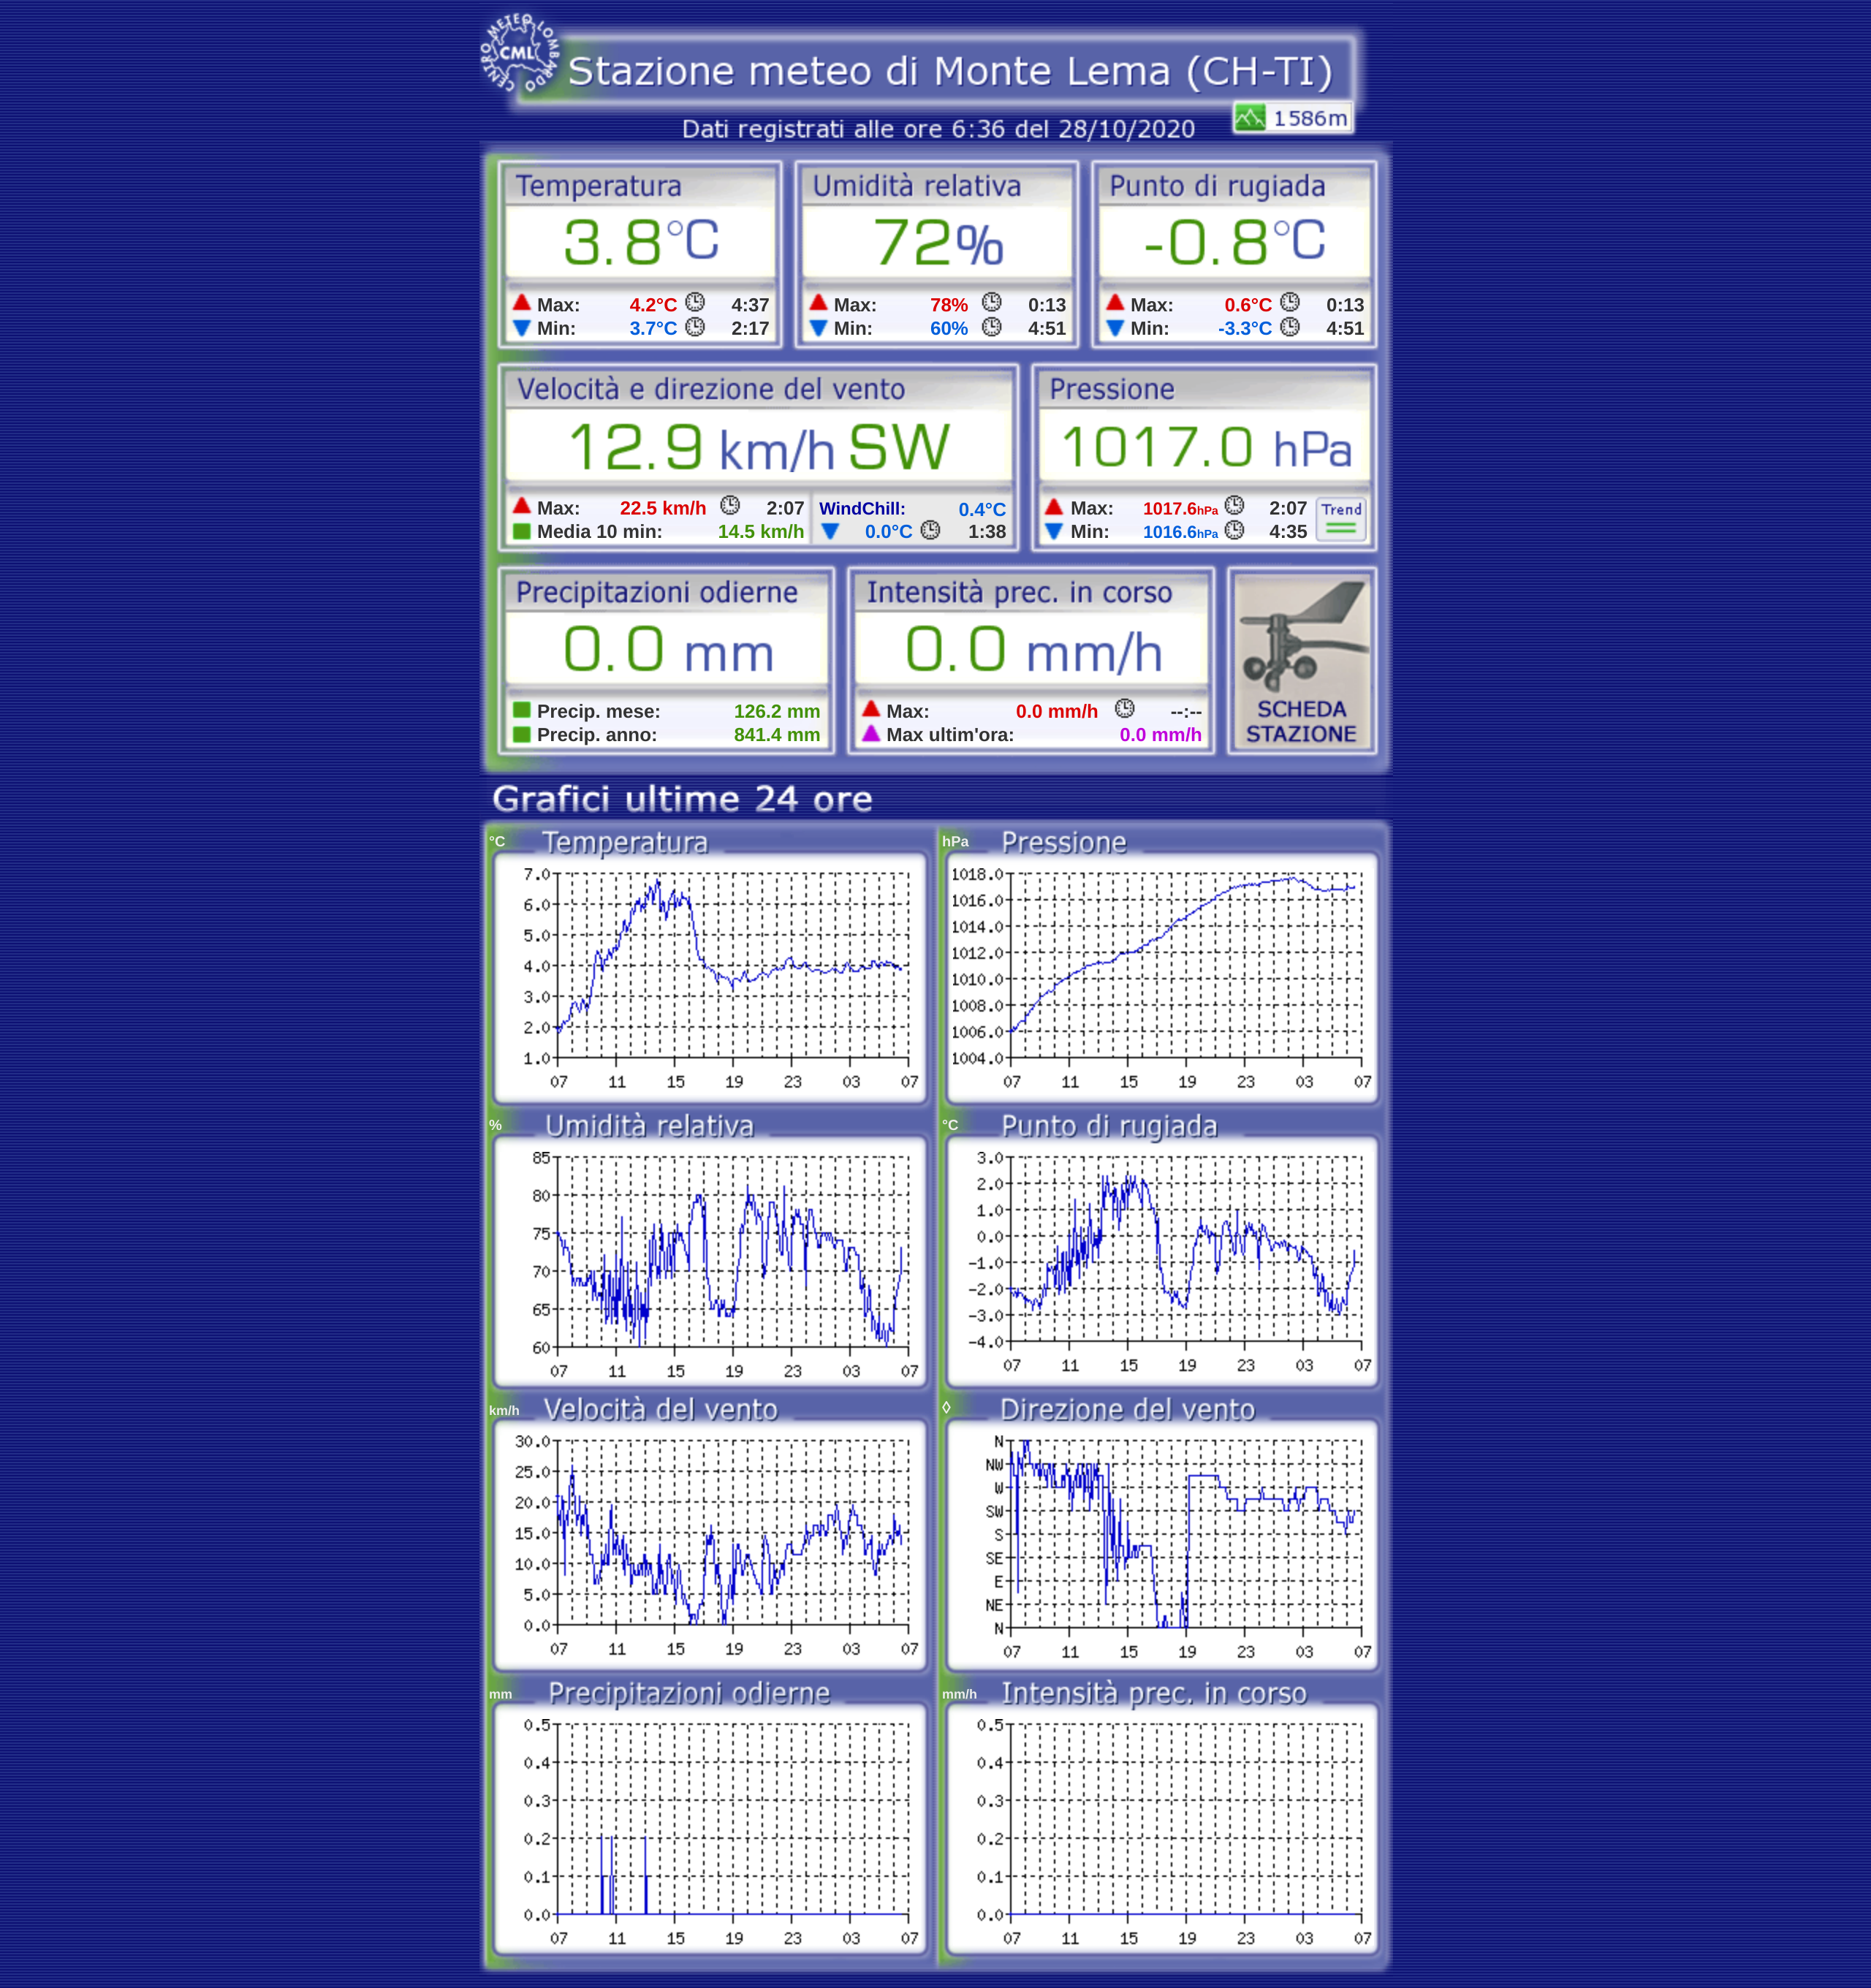 CENTRO METEO LOMBARDO
CML
Stazione meteo di Monte Lema (CH-TI)
1586m
Dati registrati alle ore 6:36 del 28/10/2020
Temperatura
3.8°C
Max: 4.2°C 4:37
Min: 3.7°C 2:17
Umidità relativa
72%
Max: 78% 0:13
Min: 60% 4:51
Punto di rugiada
-0.8°C
Max: 0.6°C 0:13
Min: -3.3°C 4:51
Velocità e direzione del vento
12.9 km/h SW
Max: 22.5 km/h 2:07
Media 10 min: 14.5 km/h
WindChill: 0.4°C
0.0°C 1:38
Pressione
1017.0 hPa
Max: 1017.6hPa 2:07
Min: 1016.6hPa 4:35
Trend
Precipitazioni odierne
0.0 mm
Precip. mese: 126.2 mm
Precip. anno: 841.4 mm
Intensità prec. in corso
0.0 mm/h
Max: 0.0 mm/h --:--
Max ultim'ora: 0.0 mm/h
SCHEDA
STAZIONE
Grafici ultime 24 ore
°C Temperatura
7.0
6.0
5.0
4.0
3.0
2.0
1.0
07 11 15 19 23 03 07
hPa Pressione
1018.0
1016.0
1014.0
1012.0
1010.0
1008.0
1006.0
1004.0
07 11 15 19 23 03 07
% Umidità relativa
85
80
75
70
65
60
07 11 15 19 23 03 07
°C Punto di rugiada
3.0
2.0
1.0
0.0
-1.0
-2.0
-3.0
-4.0
07 11 15 19 23 03 07
km/h Velocità del vento
30.0
25.0
20.0
15.0
10.0
5.0
0.0
07 11 15 19 23 03 07
◊ Direzione del vento
N
NW
W
SW
S
SE
E
NE
N
07 11 15 19 23 03 07
mm Precipitazioni odierne
0.5
0.4
0.3
0.2
0.1
0.0
07 11 15 19 23 03 07
mm/h Intensità prec. in corso
0.5
0.4
0.3
0.2
0.1
0.0
07 11 15 19 23 03 07